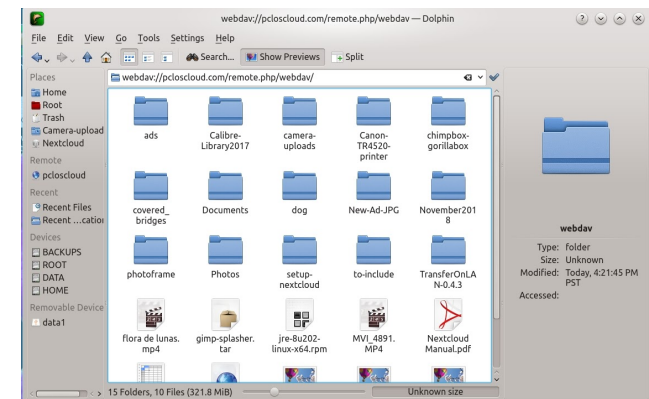 webdav://pcloscloud.com/remote.php/webdav — Dolphin
File Edit View Go Tools Settings Help
Search... Show Previews Split
Places
Home
Root
Trash
Camera-upload
Nextcloud
Remote
pcloscloud
Recent
Recent Files
Recent ...cation
Devices
BACKUPS
ROOT
DATA
HOME
Removable Device
data1
webdav://pcloscloud.com/remote.php/webdav/
ads
Calibre-
Library2017
camera-
uploads
Canon-
TR4520-
printer
chimpbox-
gorillabox
covered_
bridges
Documents
dog
New-Ad-JPG
November201
8
photoframe
Photos
setup-
nextcloud
to-include
TransferOnLA
N-0.4.3
flora de lunas.
mp4
gimp-splasher.
tar
jre-8u202-
linux-x64.rpm
MVI_4891.
MP4
Nextcloud
Manual.pdf
15 Folders, 10 Files (321.8 MiB)
Unknown size
webdav
Type: folder
Size: Unknown
Modified: Today, 4:21:45 PM
PST
Accessed: